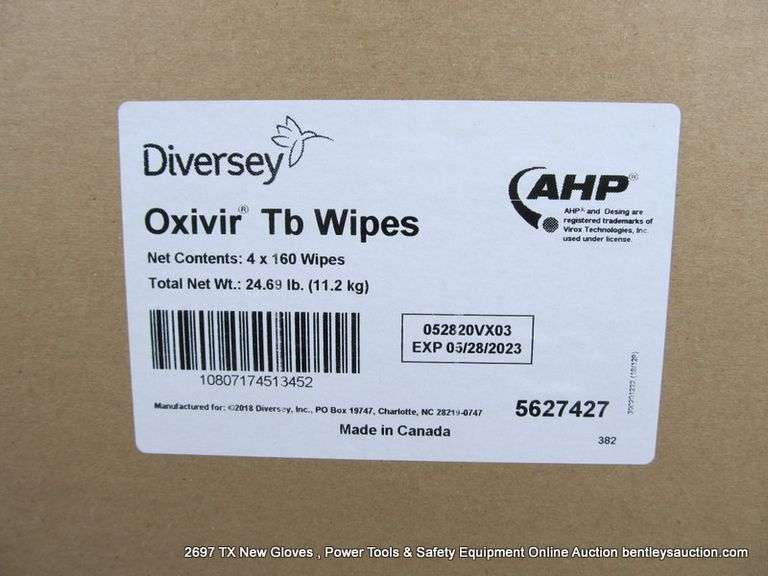 Diversey
Oxivir® Tb Wipes
Net Contents: 4 x 160 Wipes
Total Net Wt.: 24.69 lb. (11.2 kg)
AHP®
AHP® and Desing are
registered trademarks of
Virox Technologies, Inc.
used under license.
052820VX03
EXP 05/28/2023
10807174513452
Manufactured for: ©2018 Diversey, Inc., PO Box 19747, Charlotte, NC 28219-0747
5627427
Made in Canada
382
2697 TX New Gloves , Power Tools & Safety Equipment Online Auction bentleysauction.com